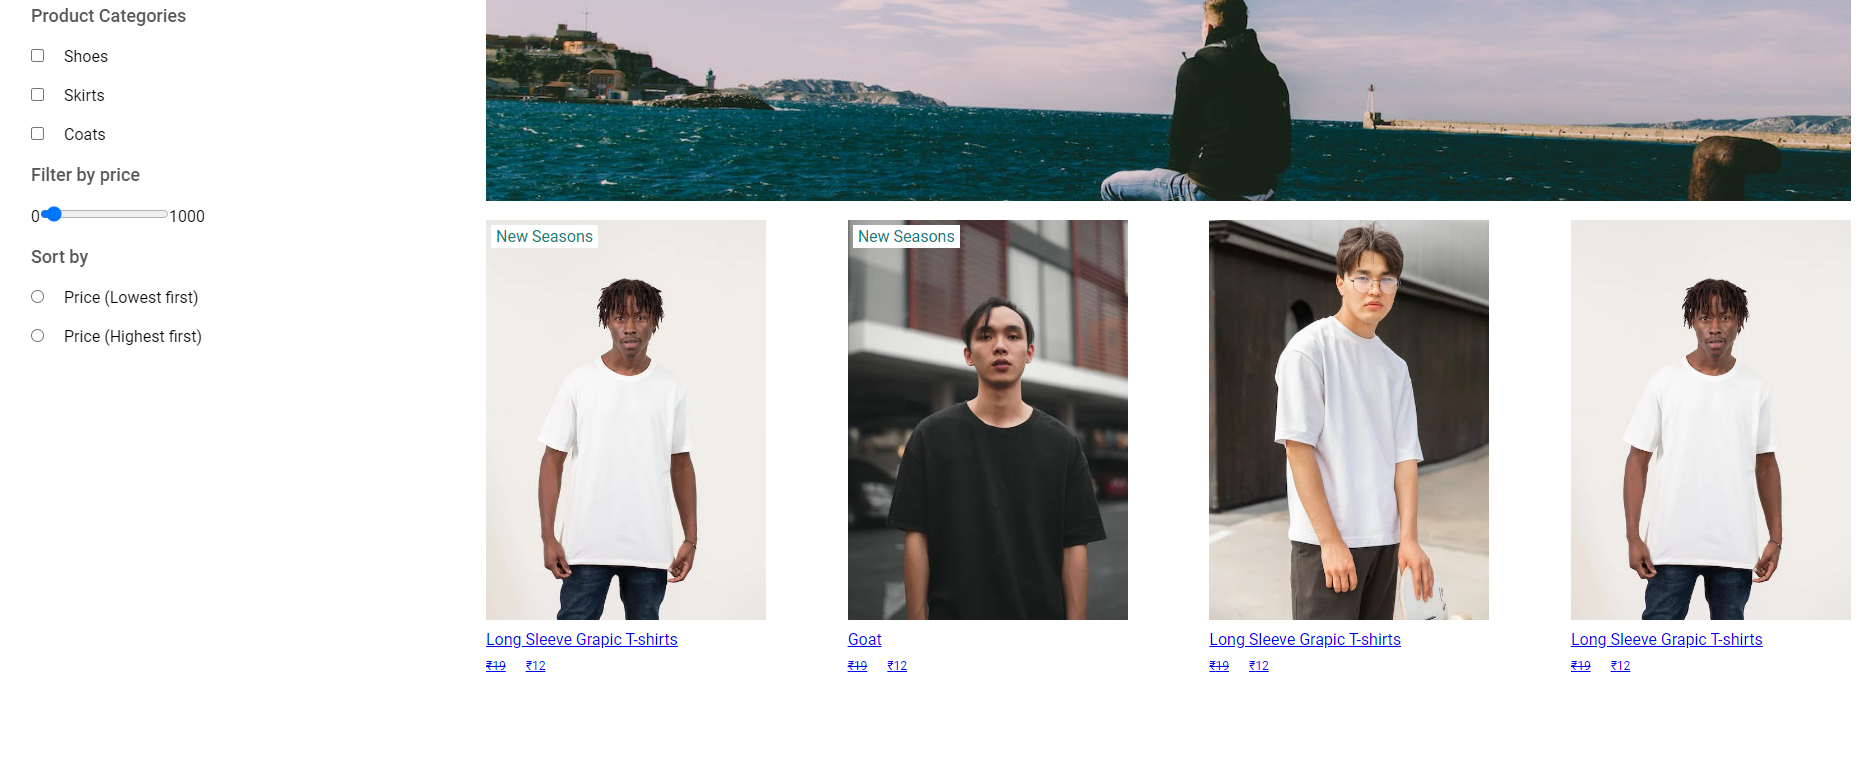 Product Categories
Shoes
Skirts
Coats
Filter by price
0 1000
Sort by
Price (Lowest first)
Price (Highest first)
New Seasons
Long Sleeve Grapic T-shirts
₹19 ₹12
New Seasons
Goat
₹19 ₹12
Long Sleeve Grapic T-shirts
₹19 ₹12
Long Sleeve Grapic T-shirts
₹19 ₹12